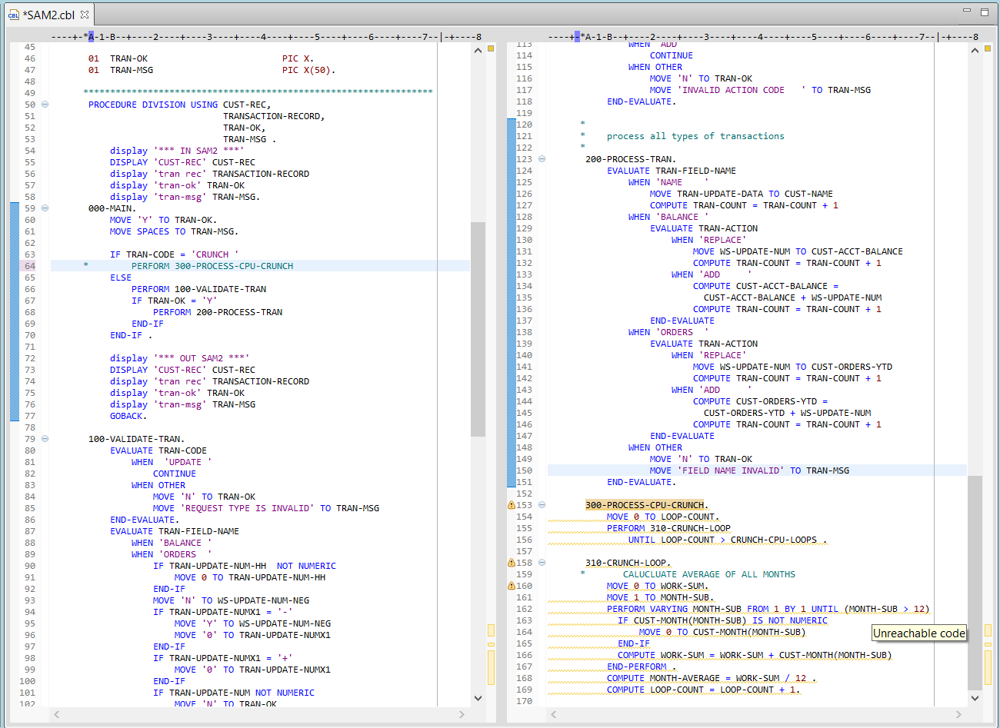 *SAM2.cbl
----+-*A-1-B--+----2----+----3----+----4----+----5----+----6----+----7--|-+----8
45
46 01 TRAN-OK PIC X.
47 01 TRAN-MSG PIC X(50).
48
49 *****************************************************************
50 PROCEDURE DIVISION USING CUST-REC,
51 TRANSACTION-RECORD,
52 TRAN-OK,
53 TRAN-MSG .
54 display '*** IN SAM2 ***'
55 DISPLAY 'CUST-REC' CUST-REC
56 display 'tran rec' TRANSACTION-RECORD
57 display 'tran-ok' TRAN-OK
58 display 'tran-msg' TRAN-MSG.
59 000-MAIN.
60 MOVE 'Y' TO TRAN-OK.
61 MOVE SPACES TO TRAN-MSG.
62
63 IF TRAN-CODE = 'CRUNCH '
64 * PERFORM 300-PROCESS-CPU-CRUNCH
65 ELSE
66 PERFORM 100-VALIDATE-TRAN
67 IF TRAN-OK = 'Y'
68 PERFORM 200-PROCESS-TRAN
69 END-IF
70 END-IF .
71
72 display '*** OUT SAM2 ***'
73 DISPLAY 'CUST-REC' CUST-REC
74 display 'tran rec' TRANSACTION-RECORD
75 display 'tran-ok' TRAN-OK
76 display 'tran-msg' TRAN-MSG
77 GOBACK.
78
79 100-VALIDATE-TRAN.
80 EVALUATE TRAN-CODE
81 WHEN 'UPDATE '
82 CONTINUE
83 WHEN OTHER
84 MOVE 'N' TO TRAN-OK
85 MOVE 'REQUEST TYPE IS INVALID' TO TRAN-MSG
86 END-EVALUATE.
87 EVALUATE TRAN-FIELD-NAME
88 WHEN 'BALANCE '
89 WHEN 'ORDERS  '
90 IF TRAN-UPDATE-NUM-HH  NOT NUMERIC
91 MOVE 0 TO TRAN-UPDATE-NUM-HH
92 END-IF
93 MOVE 'N' TO WS-UPDATE-NUM-NEG
94 IF TRAN-UPDATE-NUMX1 = '-'
95 MOVE 'Y' TO WS-UPDATE-NUM-NEG
96 MOVE '0' TO TRAN-UPDATE-NUMX1
97 END-IF
98 IF TRAN-UPDATE-NUMX1 = '+'
99 MOVE '0' TO TRAN-UPDATE-NUMX1
100 END-IF
101 IF TRAN-UPDATE-NUM NOT NUMERIC
102 MOVE 'N' TO TRAN-OK
----+-*A-1-B--+----2----+----3----+----4----+----5----+----6----+----7--|-+----8
113 WHEN 'ADD
114 CONTINUE
115 WHEN OTHER
116 MOVE 'N' TO TRAN-OK
117 MOVE 'INVALID ACTION CODE   ' TO TRAN-MSG
118 END-EVALUATE.
119
120 *
121 * process all types of transactions
122 *
123 200-PROCESS-TRAN.
124 EVALUATE TRAN-FIELD-NAME
125 WHEN 'NAME    '
126 MOVE TRAN-UPDATE-DATA TO CUST-NAME
127 COMPUTE TRAN-COUNT = TRAN-COUNT + 1
128 WHEN 'BALANCE '
129 EVALUATE TRAN-ACTION
130 WHEN 'REPLACE'
131 MOVE WS-UPDATE-NUM TO CUST-ACCT-BALANCE
132 COMPUTE TRAN-COUNT = TRAN-COUNT + 1
133 WHEN 'ADD     '
134 COMPUTE CUST-ACCT-BALANCE =
135 CUST-ACCT-BALANCE + WS-UPDATE-NUM
136 COMPUTE TRAN-COUNT = TRAN-COUNT + 1
137 END-EVALUATE
138 WHEN 'ORDERS  '
139 EVALUATE TRAN-ACTION
140 WHEN 'REPLACE'
141 MOVE WS-UPDATE-NUM TO CUST-ORDERS-YTD
142 COMPUTE TRAN-COUNT = TRAN-COUNT + 1
143 WHEN 'ADD     '
144 COMPUTE CUST-ORDERS-YTD =
145 CUST-ORDERS-YTD + WS-UPDATE-NUM
146 COMPUTE TRAN-COUNT = TRAN-COUNT + 1
147 END-EVALUATE
148 WHEN OTHER
149 MOVE 'N' TO TRAN-OK
150 MOVE 'FIELD NAME INVALID' TO TRAN-MSG
151 END-EVALUATE.
152
153 300-PROCESS-CPU-CRUNCH.
154 MOVE 0 TO LOOP-COUNT.
155 PERFORM 310-CRUNCH-LOOP
156 UNTIL LOOP-COUNT > CRUNCH-CPU-LOOPS .
157
158 310-CRUNCH-LOOP.
159 * CALUCLUATE AVERAGE OF ALL MONTHS
160 MOVE 0 TO WORK-SUM.
161 MOVE 1 TO MONTH-SUB.
162 PERFORM VARYING MONTH-SUB FROM 1 BY 1 UNTIL (MONTH-SUB > 12)
163 IF CUST-MONTH(MONTH-SUB) IS NOT NUMERIC
164 MOVE 0 TO CUST-MONTH(MONTH-SUB)
Unreachable code
165 END-IF
166 COMPUTE WORK-SUM = WORK-SUM + CUST-MONTH(MONTH-SUB)
167 END-PERFORM .
168 COMPUTE MONTH-AVERAGE = WORK-SUM / 12 .
169 COMPUTE LOOP-COUNT = LOOP-COUNT + 1.
170